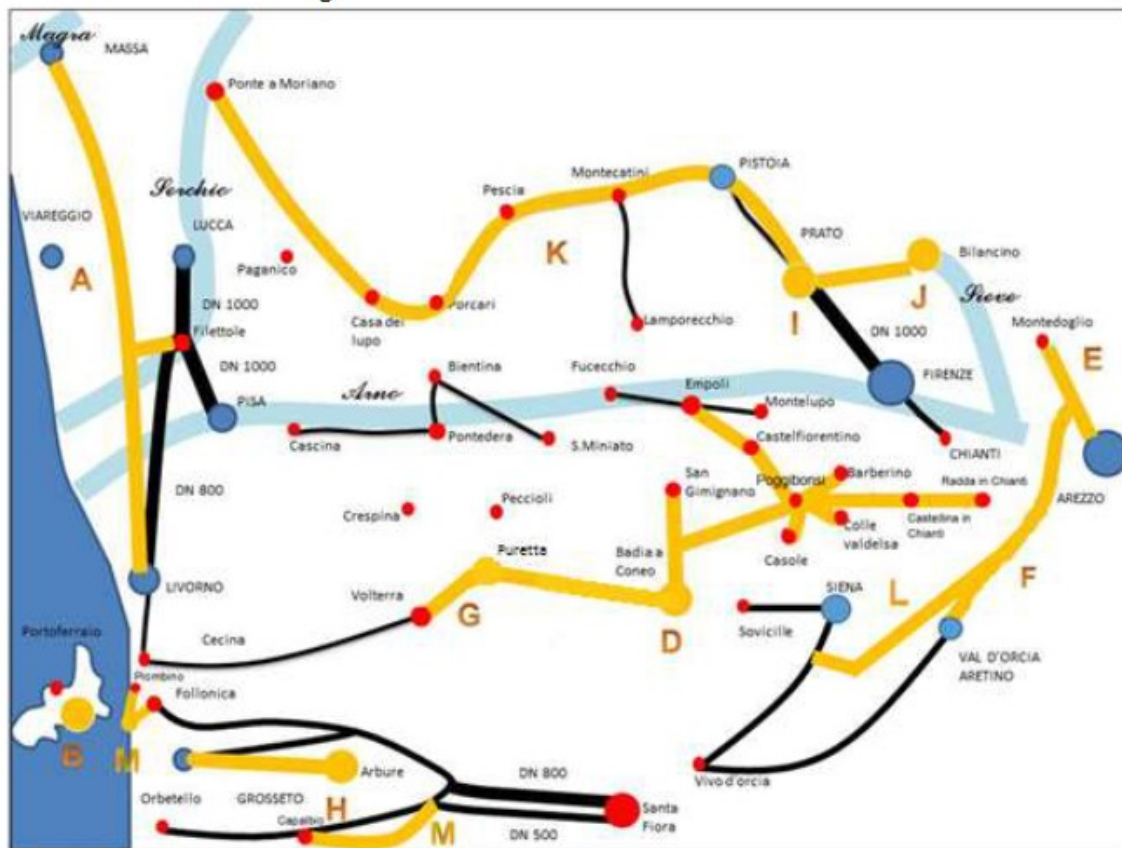 Magra
MASSA
Ponte a Moriano
Montecatini
PISTOIA
Pescia
Serchio
VIAREGGIO
LUCCA
PRATO
Bilancino
K
A
Paganico
J
Sieve
DN 1000
Casa del
lupo
Porcari
I
Montedoglio
Filettole
Lamporecchio
DN 1000
E
DN 1000
Bientina
Fucecchio
FIRENZE
Arno
Empoli
PISA
Montelupo
Cascina
Pontedera
S.Miniato
Castelfiorentino
CHIANTI
DN 800
San
Gimignano
Barberino
Poggibonsi
Radda in Chianti
AREZZO
Crespina
Peccioli
Colle
valdelsa
Castellina in
Chianti
Puretta
Badia a
Coneo
Casole
LIVORNO
Volterra
G
SIENA
L
F
Portoferraio
Cecina
D
Sovicille
VAL D'ORCIA
ARETINO
Piombino
Follonica
B
M
Arbure
DN 800
Vivo d'orcia
Orbetello
GROSSETO
H
Capalbio
M
Santa
Fiora
DN 500